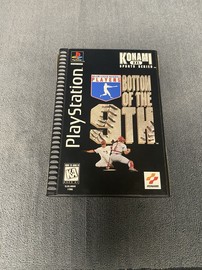 PlayStation
KONAMI
SPORTS SERIES
PLAYERS
BOTTOM
OF THE
9TH
KONAMI